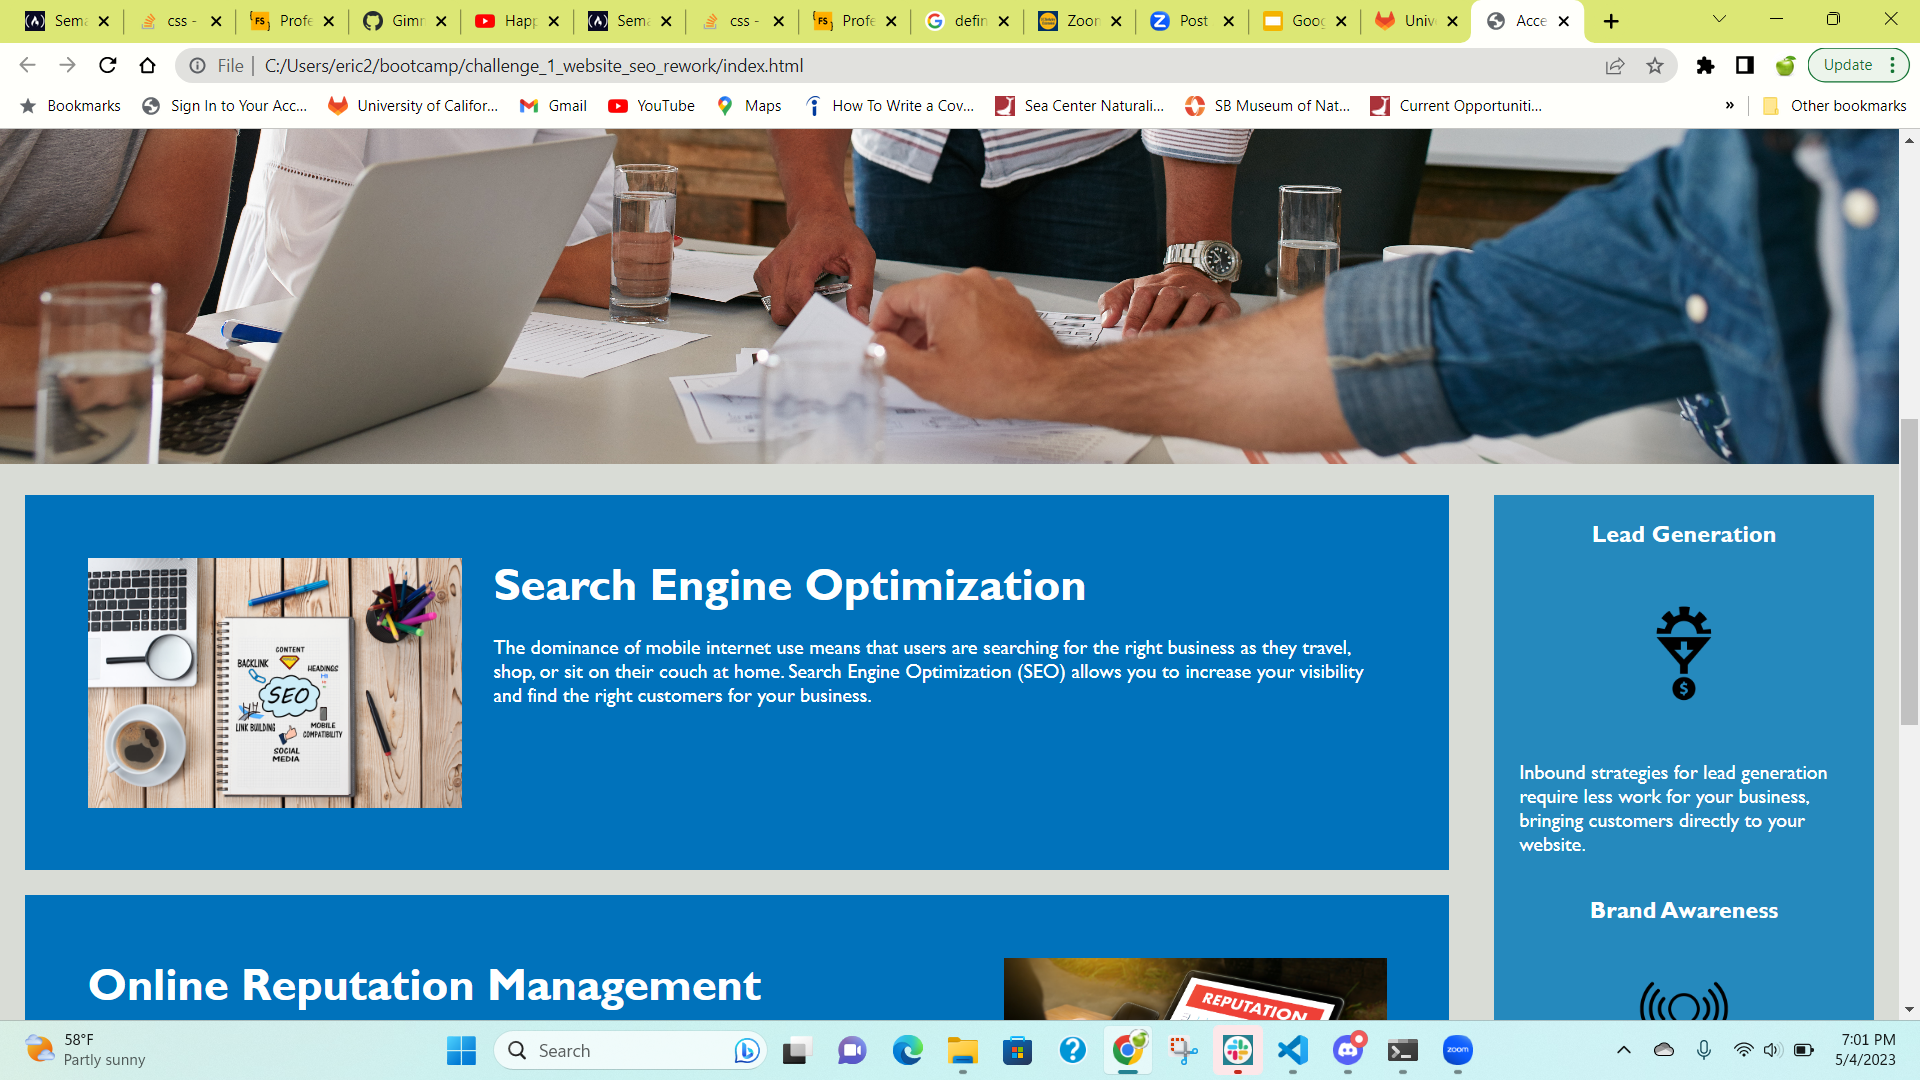 Sema
css -
Profe
Gimm
Happ
Sema
css -
Profe
defin
Zoom
Post
Goog
Unive
Acce
File | C:/Users/eric2/bootcamp/challenge_1_website_seo_rework/index.html
Update
Bookmarks
Sign In to Your Acc...
University of Califor...
Gmail
YouTube
Maps
How To Write a Cov...
Sea Center Naturali...
SB Museum of Nat...
Current Opportuniti...
»
Other bookmarks
CONTENT
BACKLINK
HEADINGS
SEO
LINK BUILDING
MOBILE
COMPATIBILITY
SOCIAL
MEDIA
Search Engine Optimization
The dominance of mobile internet use means that users are searching for the right business as they travel,
shop, or sit on their couch at home. Search Engine Optimization (SEO) allows you to increase your visibility
and find the right customers for your business.
Lead Generation
$
Inbound strategies for lead generation
require less work for your business,
bringing customers directly to your
website.
Brand Awareness
Online Reputation Management
REPUTATION
58°F
Partly sunny
Search
zoom
7:01 PM
5/4/2023